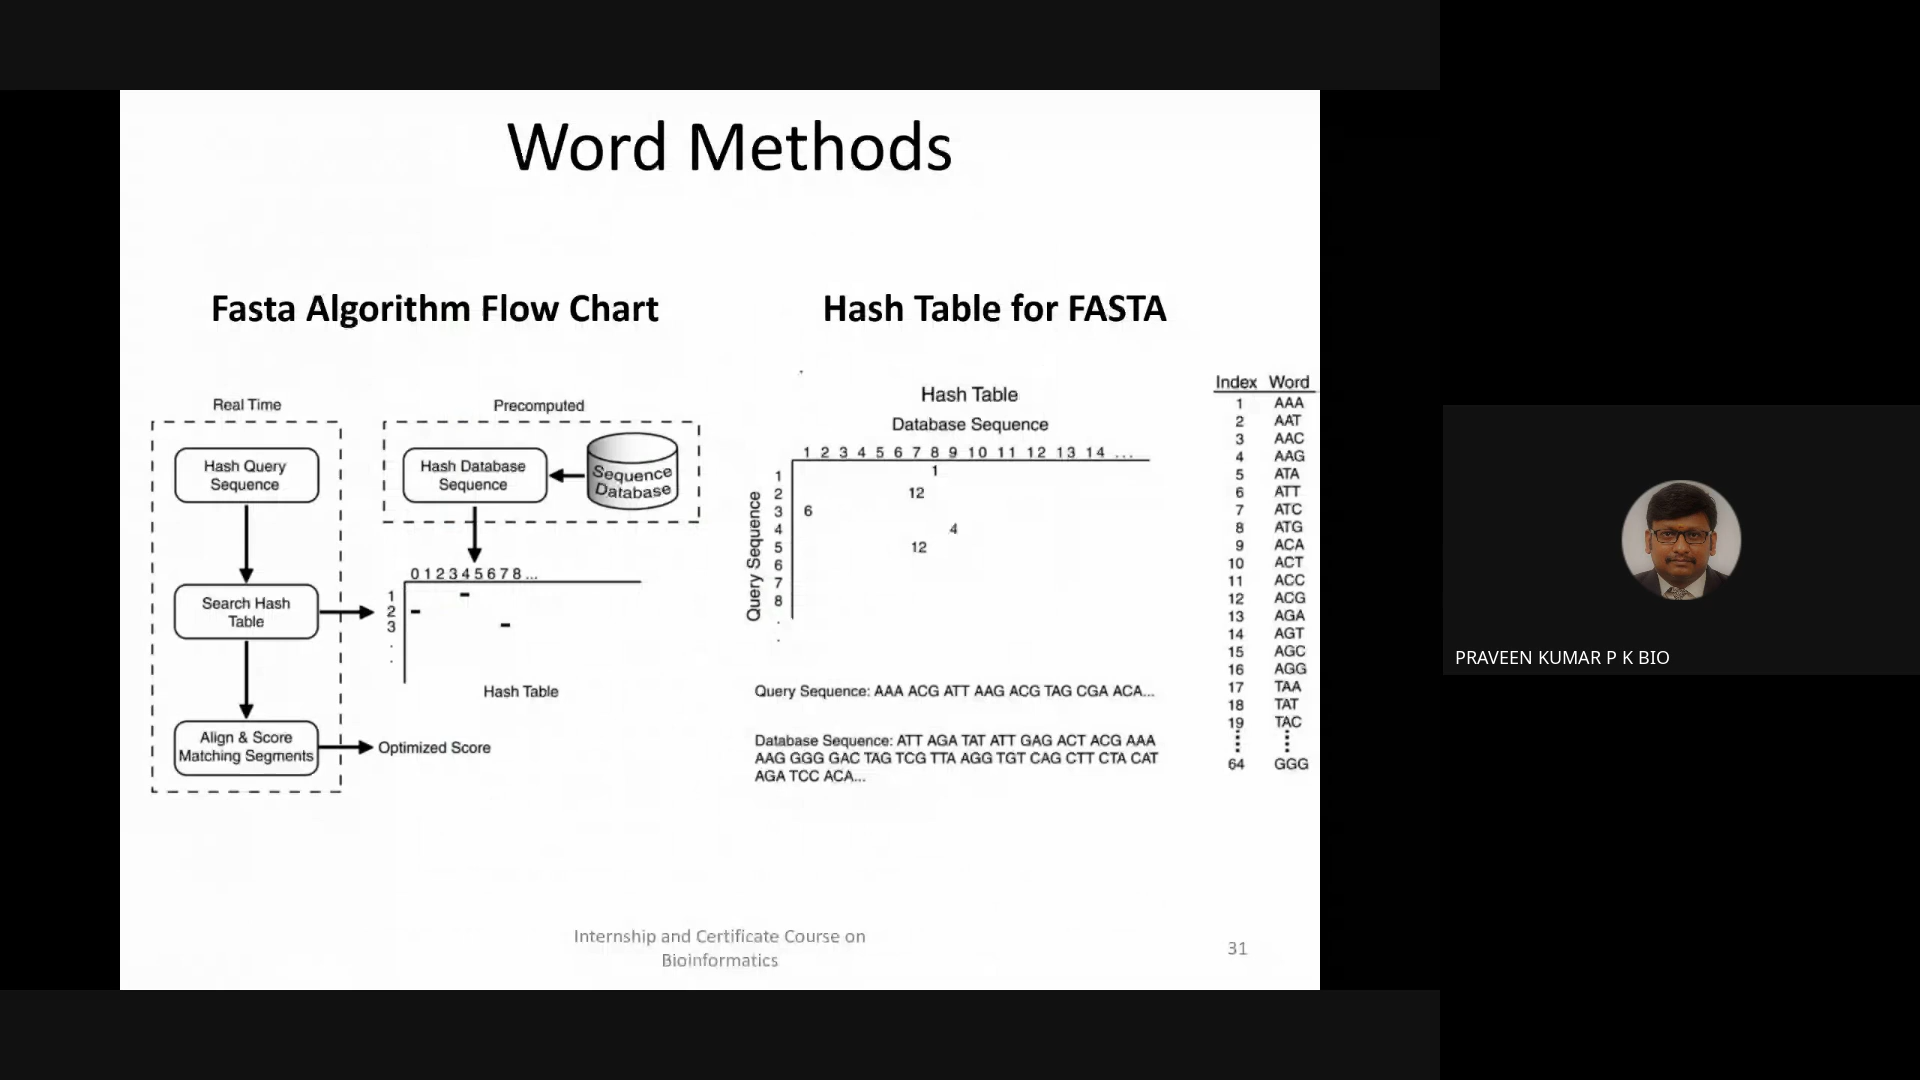 Word Methods
Fasta Algorithm Flow Chart
Real Time
Precomputed
Hash Query
Sequence
Hash Database
Sequence
Sequence
Database
0 1 2 3 4 5 6 7 8 ...
Search Hash
Table
1
2
3
.
.
Hash Table
Align & Score
Matching Segments
Optimized Score
Hash Table for FASTA
Hash Table
Database Sequence
1 2 3 4 5 6 7 8 9 10 11 12 13 14 ...
Query Sequence
1 1
2 12
3 6
4 4
5 12
6
7
8
.
.
Query Sequence: AAA ACG ATT AAG ACG TAG CGA ACA...
Database Sequence: ATT AGA TAT ATT GAG ACT ACG AAA
AAG GGG GAC TAG TCG TTA AGG TGT CAG CTT CTA CAT
AGA TCC ACA...
Index Word
1 AAA
2 AAT
3 AAC
4 AAG
5 ATA
6 ATT
7 ATC
8 ATG
9 ACA
10 ACT
11 ACC
12 ACG
13 AGA
14 AGT
15 AGC
16 AGG
17 TAA
18 TAT
19 TAC
64 GGG
Internship and Certificate Course on
Bioinformatics
31
PRAVEEN KUMAR P K BIO